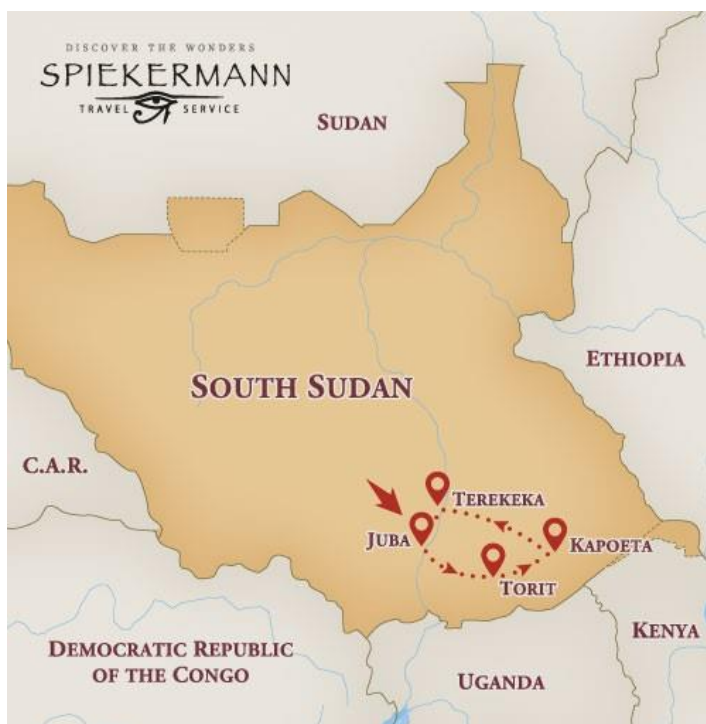 DISCOVER THE WONDERS
SPIEKERMANN
TRAVEL SERVICE
SUDAN
ETHIOPIA
SOUTH SUDAN
C.A.R.
TEREKEKA
JUBA
KAPOETA
TORIT
KENYA
DEMOCRATIC REPUBLIC
OF THE CONGO
UGANDA